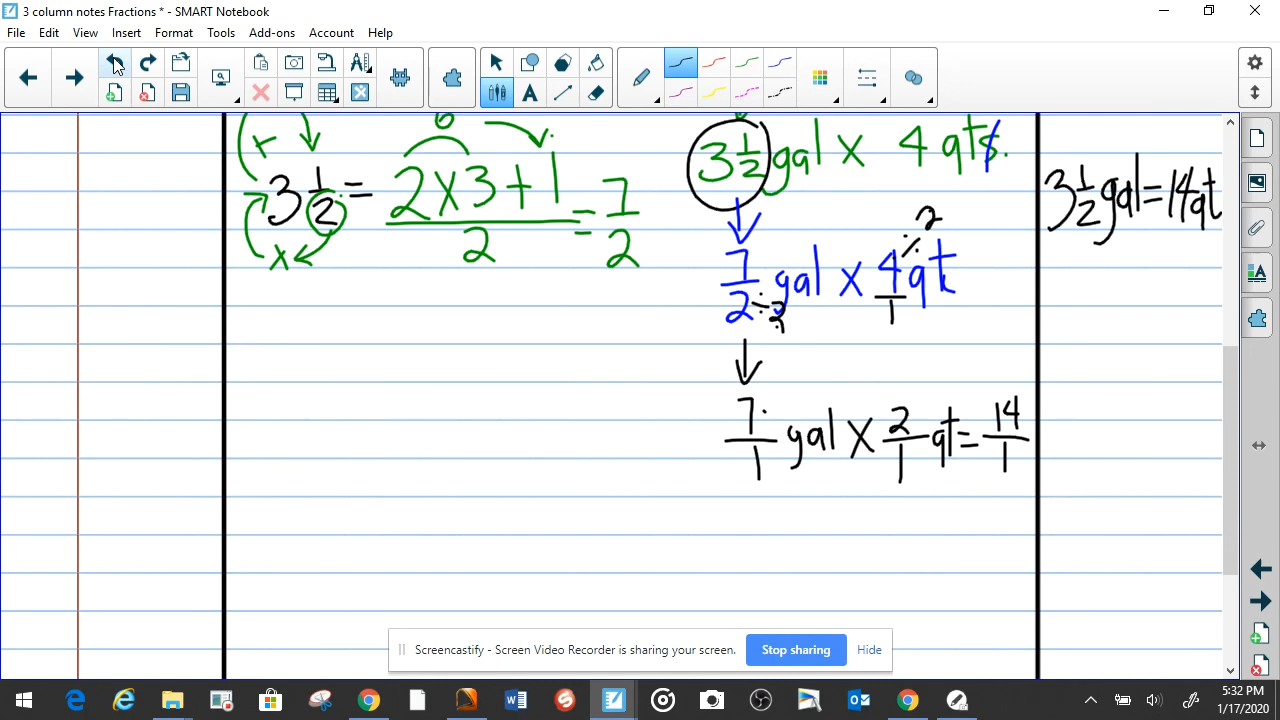 3 column notes Fractions * - SMART Notebook
File Edit View Insert Format Tools Add-ons Account Help
+
6
3 1/2 = (2 x 3 + 1)/2 = 7/2
x
3 1/2 gal x 4 qts.
3 1/2 gal = 14 qt
7/2 ÷ 2 gal x 4/1 ÷ 2 qt
7/1 gal x 2/1 qt = 14/1
Screencastify - Screen Video Recorder is sharing your screen. Stop sharing Hide
5:32 PM
1/17/2020